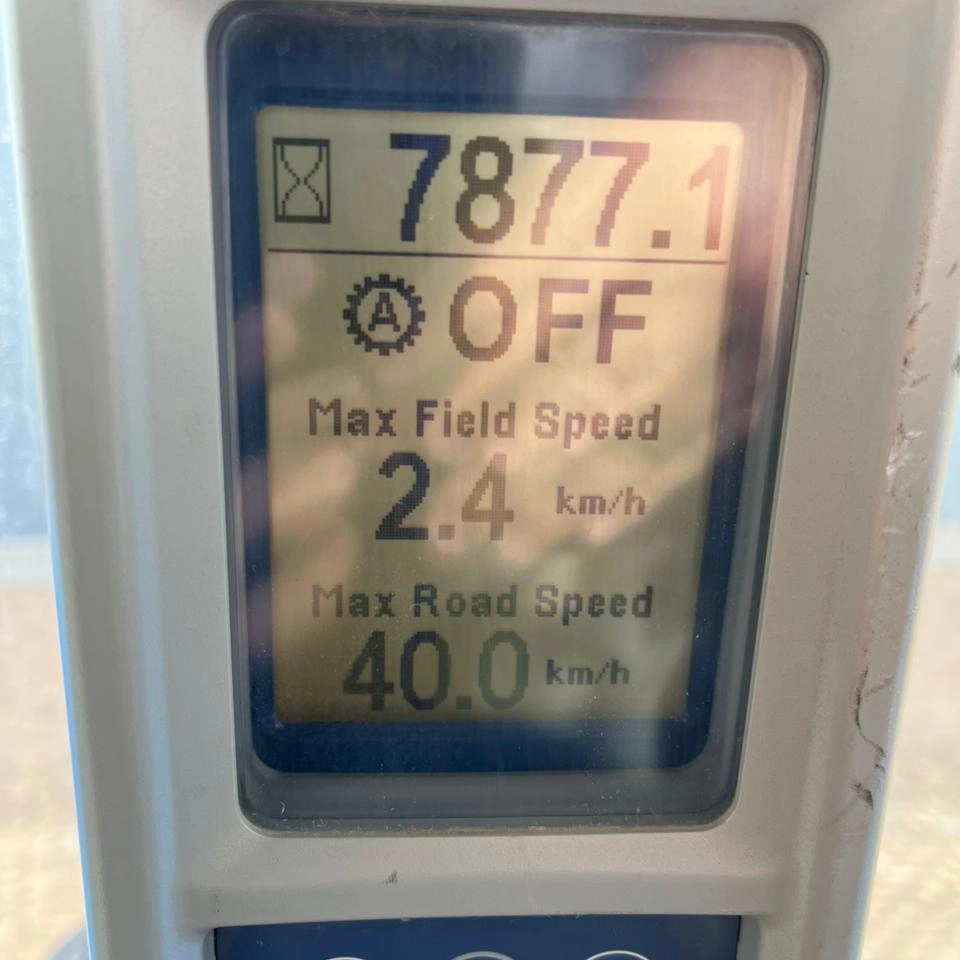 7877.1
A OFF
Max Field Speed
2.4 km/h
Max Road Speed
40.0 km/h